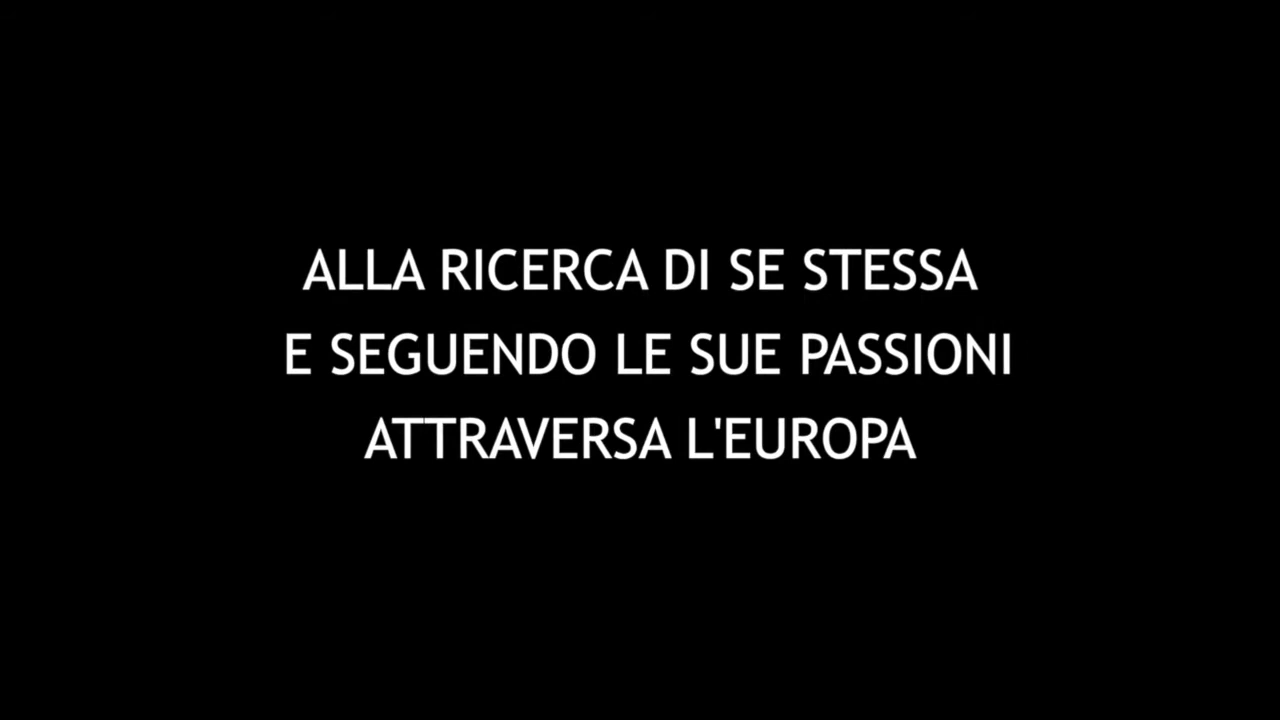 ALLA RICERCA DI SE STESSA
E SEGUENDO LE SUE PASSIONI
ATTRAVERSA L'EUROPA